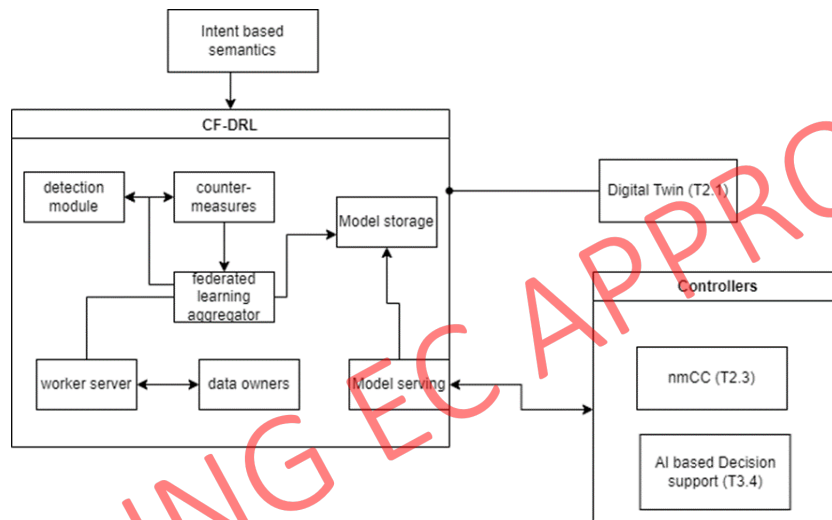 Intent based
semantics
CF-DRL
detection
module
counter-
measures
Model storage
Digital Twin (T2.1)
federated
learning
aggregator
Controllers
worker server
data owners
Model serving
nmCC (T2.3)
AI based Decision
support (T3.4)
ING EC APPRO